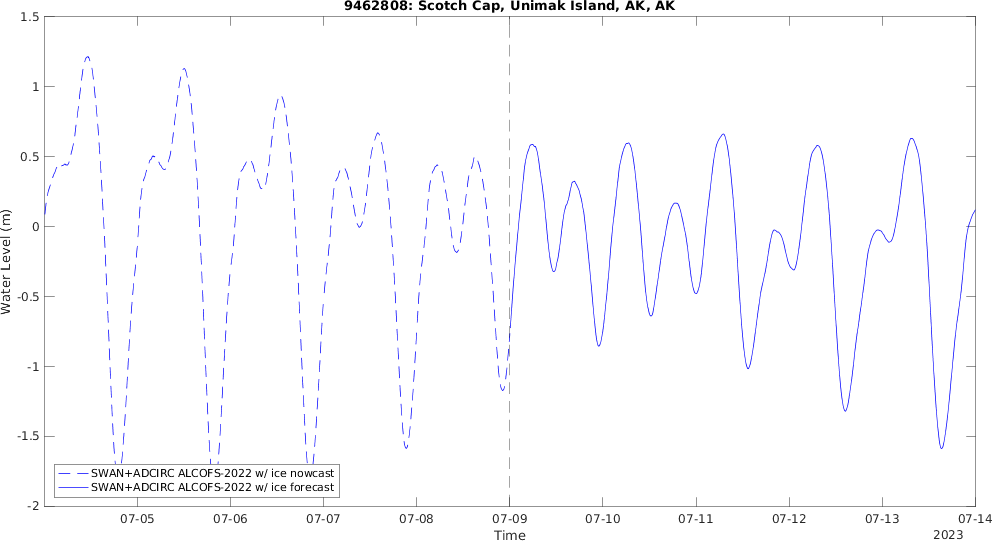 9462808: Scotch Cap, Unimak Island, AK, AK
Water Level (m)
1.5
1
0.5
0
-0.5
-1
-1.5
-2
SWAN+ADCIRC ALCOFS-2022 w/ ice nowcast
SWAN+ADCIRC ALCOFS-2022 w/ ice forecast
07-05 07-06 07-07 07-08 07-09 07-10 07-11 07-12 07-13 07-14
Time
2023